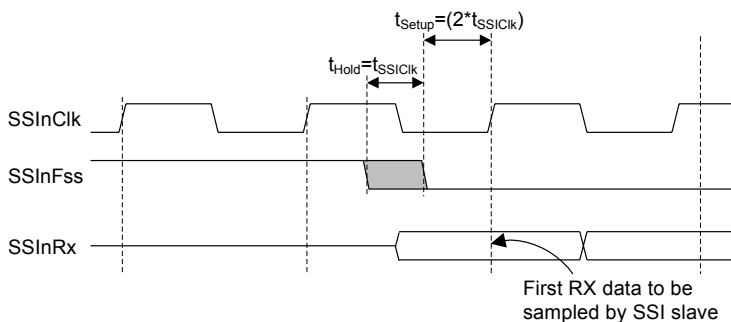 tSetup=(2*tSSIClk)
tHold=tSSIClk
SSInClk
SSInFss
SSInRx
First RX data to be
sampled by SSI slave